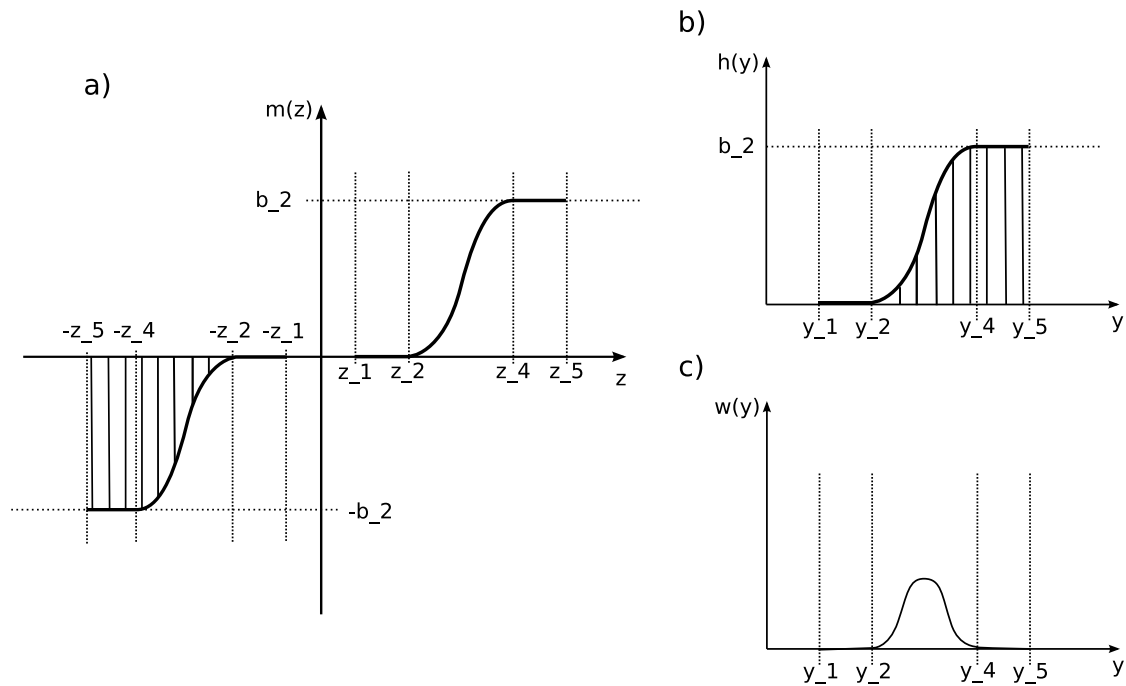 a)
m(z)
b_2
-z_5 -z_4 -z_2 -z_1
z_1 z_2 z_4 z_5 z
-b_2
b)
h(y)
b_2
y_1 y_2 y_4 y_5 y
c)
w(y)
y_1 y_2 y_4 y_5 y